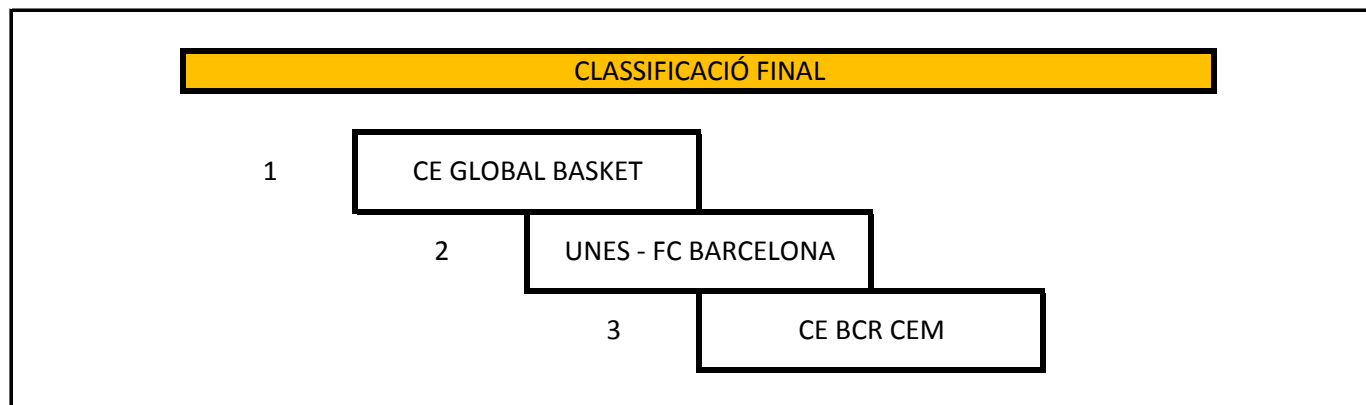 CLASSIFICACIÓ FINAL
1 CE GLOBAL BASKET
2 UNES - FC BARCELONA
3 CE BCR CEM